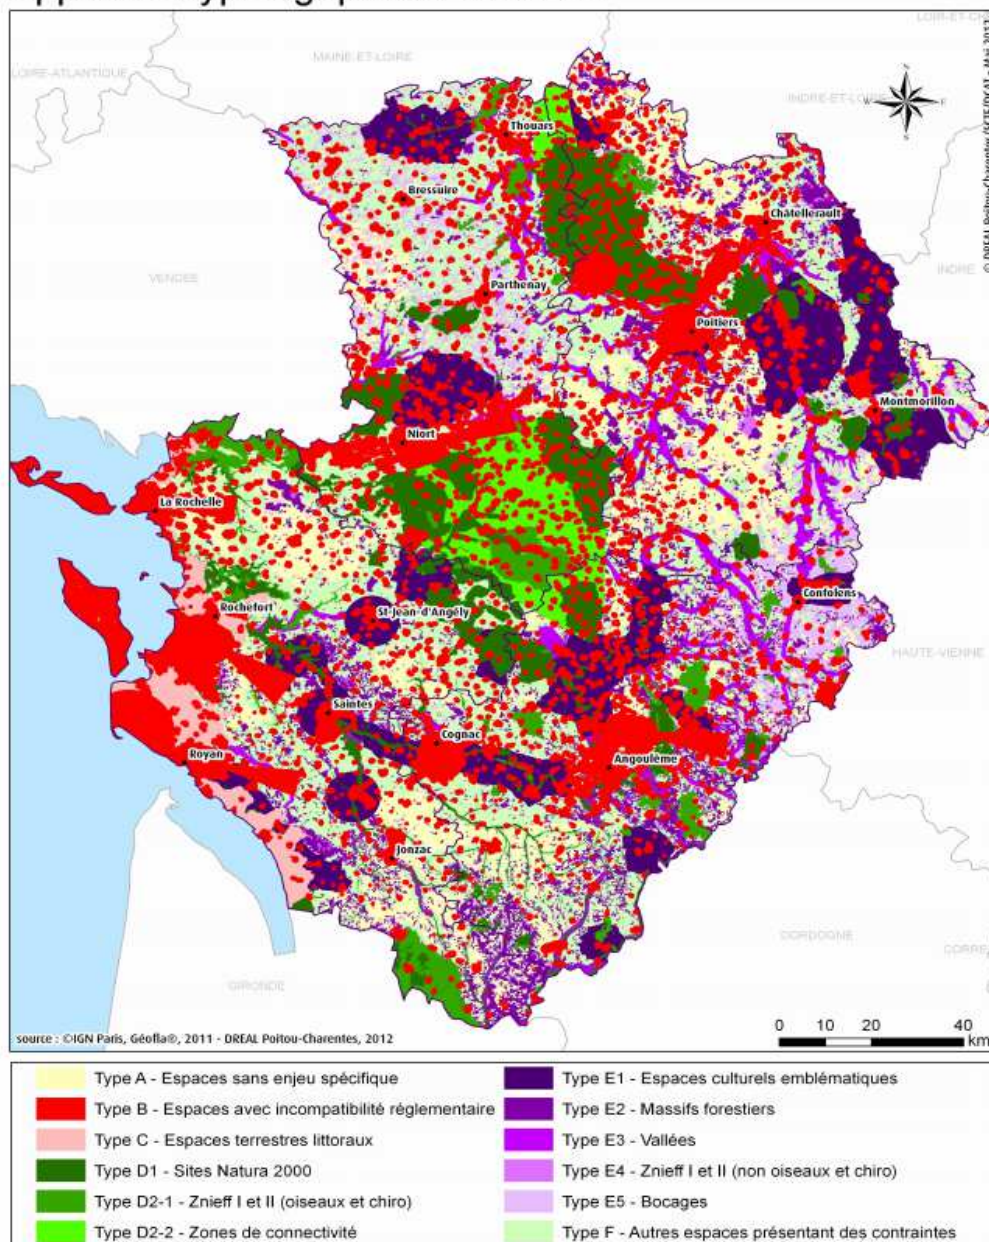 LOIRE-ATLANTIQUE
MAINE-ET-LOIRE
INDRE-ET-LOIRE
N
S
Thouars
Bressuire
Châtellerault
VENDEE
INDRE
Parthenay
Poitiers
Montmorillon
Niort
La Rochelle
Confolens
Rochefort
St-Jean-d'Angély
HAUTE-VIENNE
Saintes
Cognac
Royan
Angoulême
Jonzac
DORDOGNE
GIRONDE
source : ©IGN Paris, Géofla®, 2011 - DREAL Poitou-Charentes, 2012
0 10 20 40
km
Type A - Espaces sans enjeu spécifique
Type B - Espaces avec incompatibilité réglementaire
Type C - Espaces terrestres littoraux
Type D1 - Sites Natura 2000
Type D2-1 - Znieff I et II (oiseaux et chiro)
Type D2-2 - Zones de connectivité
Type E1 - Espaces culturels emblématiques
Type E2 - Massifs forestiers
Type E3 - Vallées
Type E4 - Znieff I et II (non oiseaux et chiro)
Type E5 - Bocages
Type F - Autres espaces présentant des contraintes